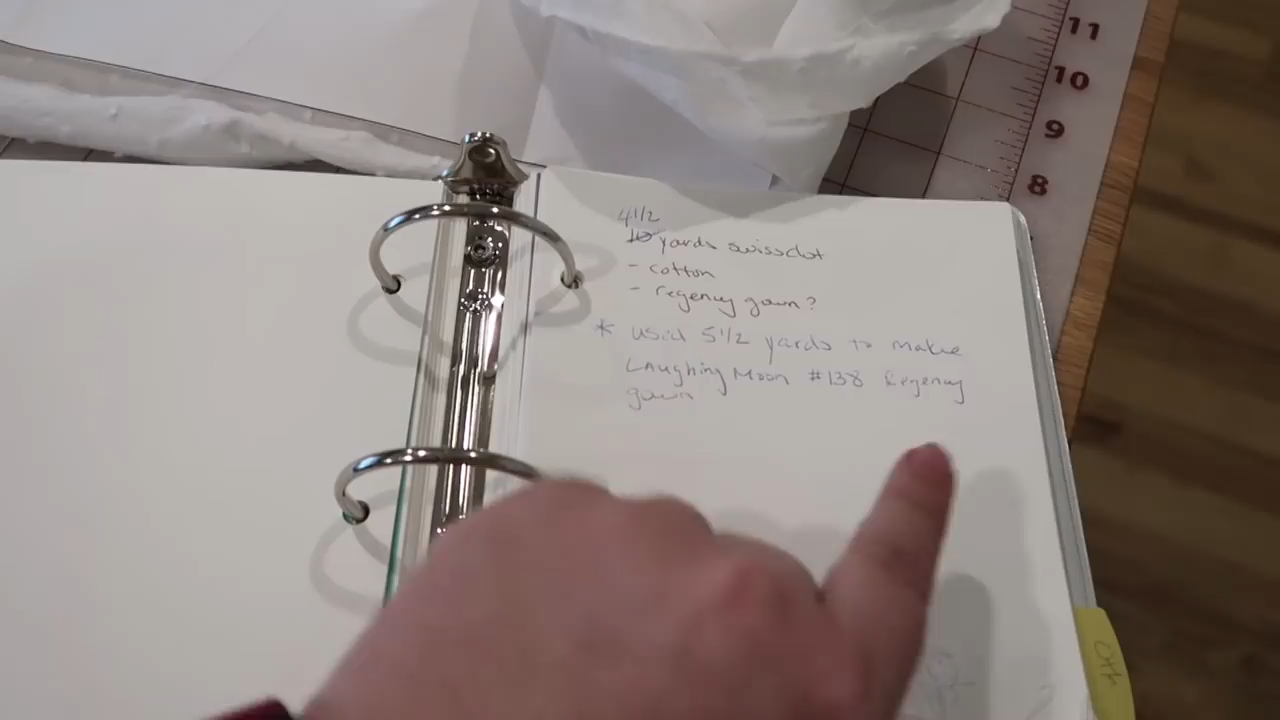 11
10
9
8
4 1/2
10 yards swissdot
- cotton
- regency gown?
* used 5 1/2 yards to make
Laughing Moon #138 Regency
gown